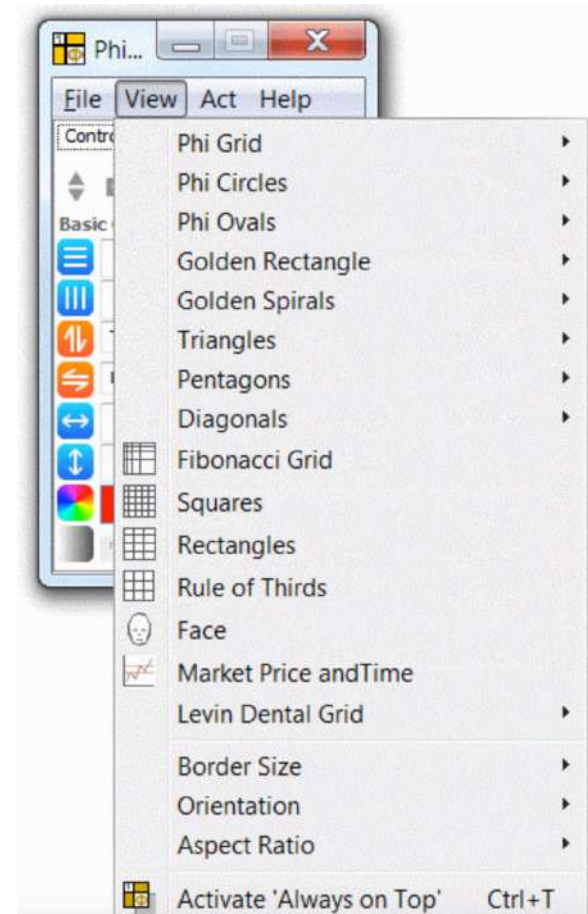 Phi...
File View Act Help
Contro
Phi Grid
Phi Circles
Phi Ovals
Basic
Golden Rectangle
Golden Spirals
Triangles
Pentagons
Diagonals
Fibonacci Grid
Squares
Rectangles
Rule of Thirds
Face
Market Price andTime
Levin Dental Grid
Border Size
Orientation
Aspect Ratio
Activate 'Always on Top' Ctrl+T